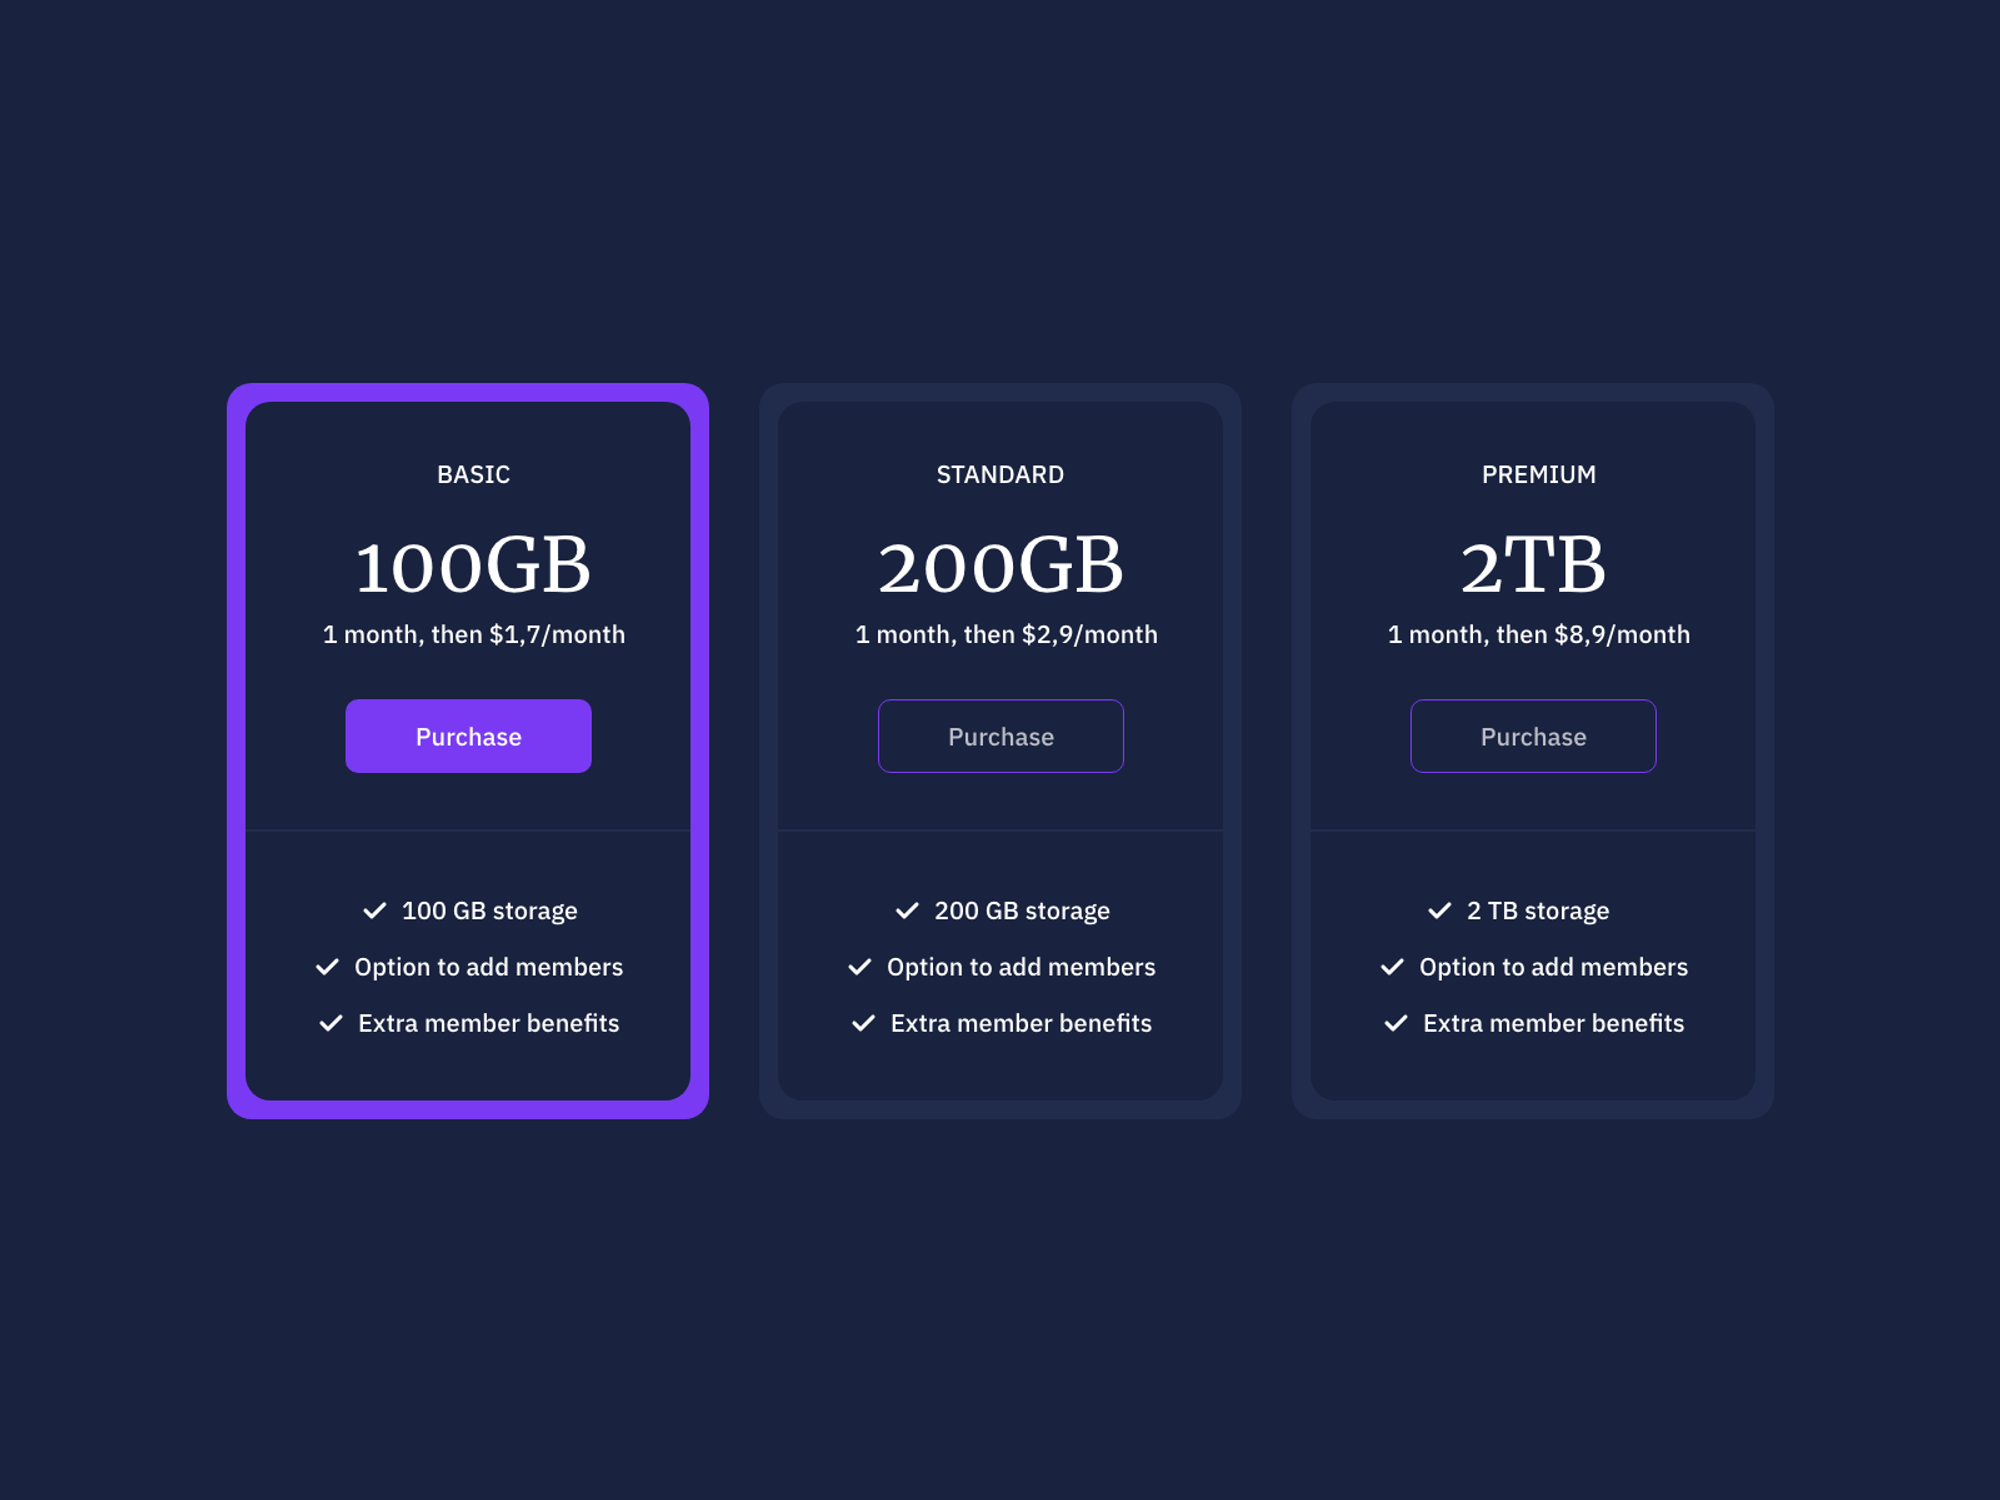 BASIC
100GB
1 month, then $1,7/month
Purchase
100 GB storage
Option to add members
Extra member benefits
STANDARD
200GB
1 month, then $2,9/month
Purchase
200 GB storage
Option to add members
Extra member benefits
PREMIUM
2TB
1 month, then $8,9/month
Purchase
2 TB storage
Option to add members
Extra member benefits